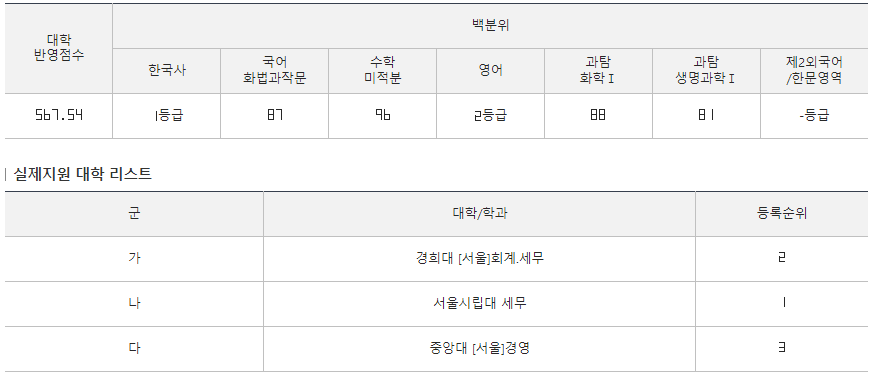 대학
반영점수
백분위
한국사
국어
화법과작문
수학
미적분
영어
과탐
화학 I
과탐
생명과학 I
제2외국어
/한문영역
567.54
1등급
87
96
2등급
88
81
-등급
실제지원 대학 리스트
군
대학/학과
등록순위
가
경희대 [서울]회계.세무
2
나
서울시립대 세무
1
다
중앙대 [서울]경영
3